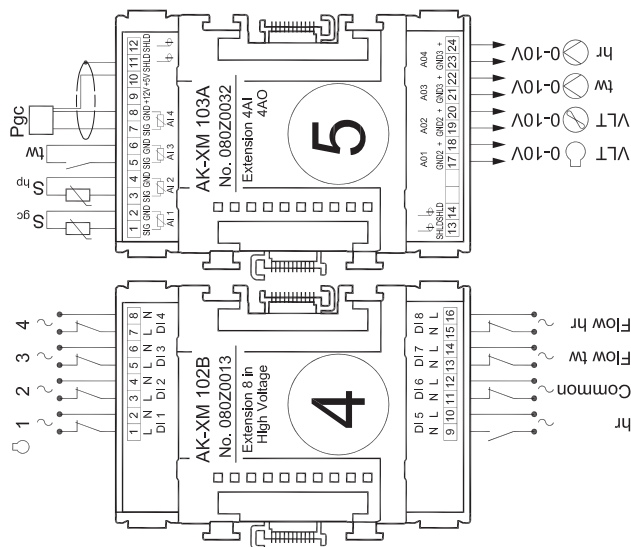 Pgc
tw
S hp
S gc
1 2 3 4 5 6 7 8 9 10 11 12
SIG GND SIG GND SIG GND SIG GND +12V +5V SHLD SHLD
AI 1 AI 2 AI 3 AI 4
AK-XM 103A
No. 080Z0032
Extension 4AI
4AO
5
A01 A02 A03 A04
SHLD SHLD GND2 + GND2 + GND3 + GND3 +
13 14 17 18 19 20 21 22 23 24
VLT 0-10V
VLT 0-10V
tw 0-10V
hr 0-10V
1 2 3 4
1 2 3 4 5 6 7 8
L N L N L N L N
DI 1 DI 2 DI 3 DI 4
AK-XM 102B
No. 080Z0013
Extension 8 in
HIgh Voltage
4
DI 5 DI 6 DI 7 DI 8
N L N L N L N L
9 10 11 12 13 14 15 16
hr
Common
Flow tw
Flow hr